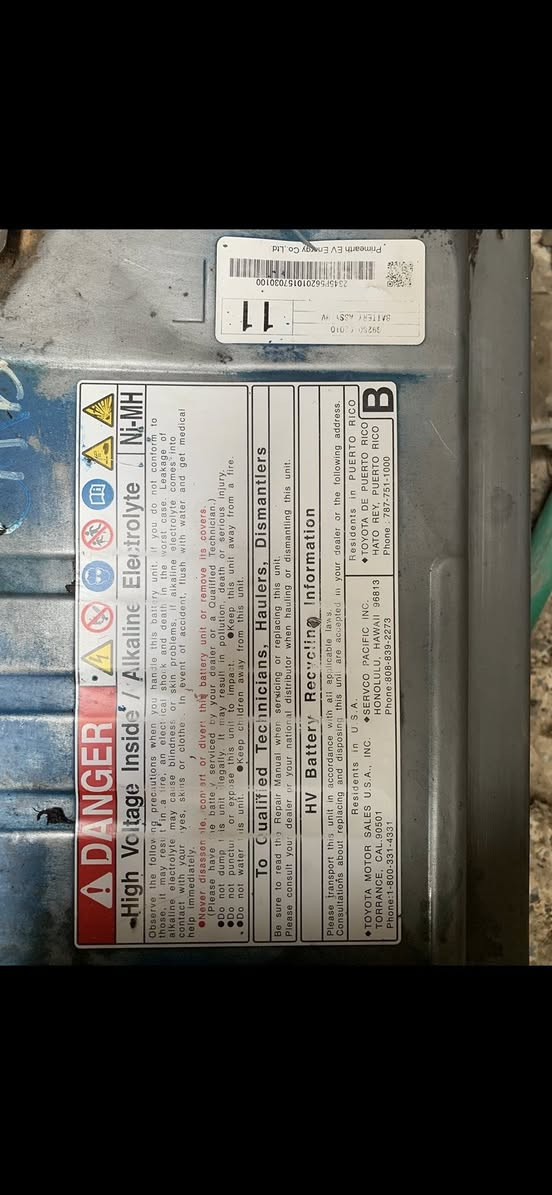 DANGER
High Voltage Inside / Alkaline Electrolyte Ni-MH
Observe the following precautions when you handle this battery unit. If you do not conform to
those, it may result in a fire, an electrical shock and death in the worst case. Leakage of
alkaline electrolyte may cause blindness or skin problems. If alkaline electrolyte comes into
contact with your eyes, skins or clothes in event of accident, flush with water and get medical
help immediately.
●Never disassemble, convert or divert this battery unit or remove its covers.
(Please have the battery serviced by your dealer or a Qualified Technician.)
●Do not dump this unit illegally. It may result in pollution, death or serious injury.
●Do not puncture or expose this unit to impact. ●Keep this unit away from a fire.
●Do not water this unit. ●Keep children away from this unit.
To Qualified Technicians, Haulers, Dismantlers
Be sure to read the Repair Manual when servicing or replacing this unit.
Please consult your dealer or your national distributor when hauling or dismantling this unit.
HV Battery Recycling Information
Please transport this unit in accordance with all applicable laws.
Consultations about replacing and disposing this unit are accepted in your dealer or the following address.
Residents in U.S.A. Residents in PUERTO RICO
◆TOYOTA MOTOR SALES U.S.A., INC. ◆SERVCO PACIFIC INC. ◆TOYOTA DE PUERTO RICO
TORRANCE, CAL 90501 HONOLULU, HAWAII 96813 HATO REY, PUERTO RICO
Phone:1-800-331-4331 Phone:808-839-2273 Phone : 787-751-1000
B
BATTERY ASSY HV
11
2345P56201015703010​0
Primearth EV Energy Co.,Ltd.